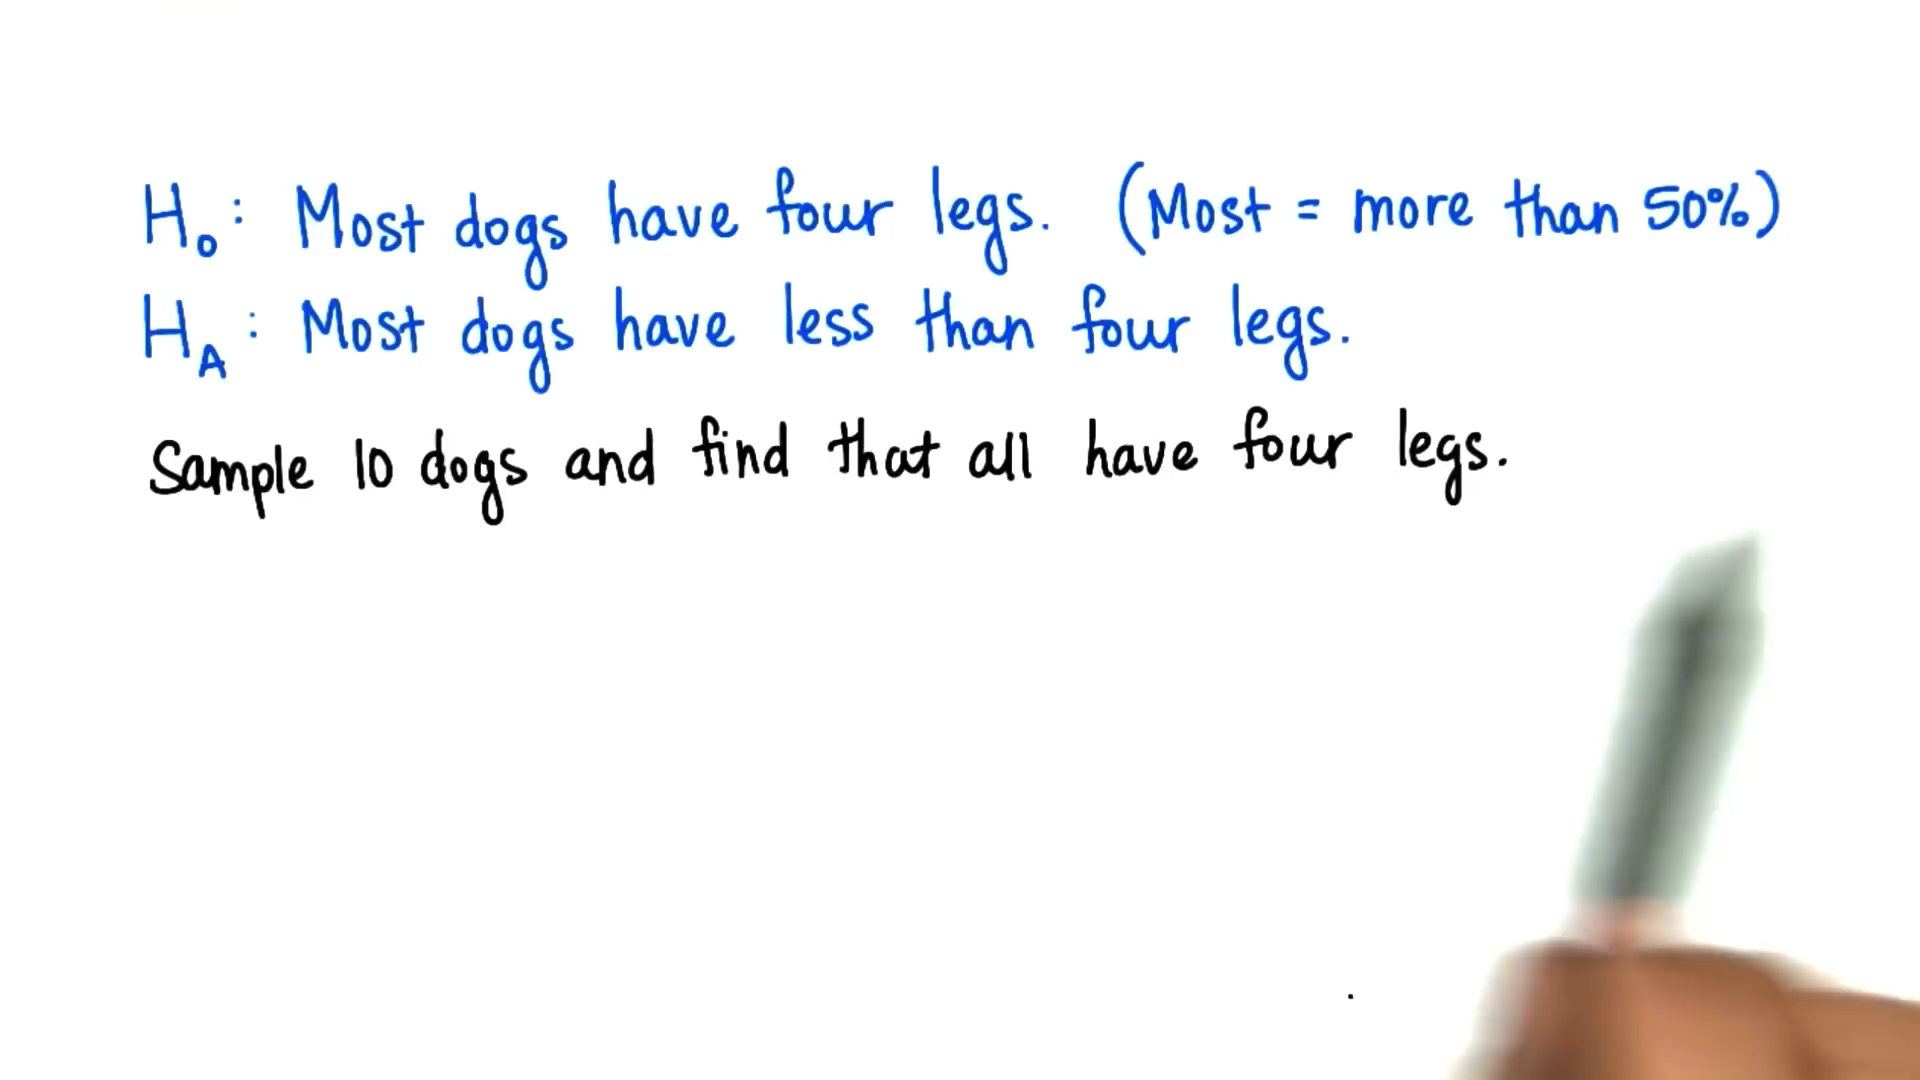 H₀: Most dogs have four legs. (Most = more than 50%)
H_A: Most dogs have less than four legs.
Sample 10 dogs and find that all have four legs.